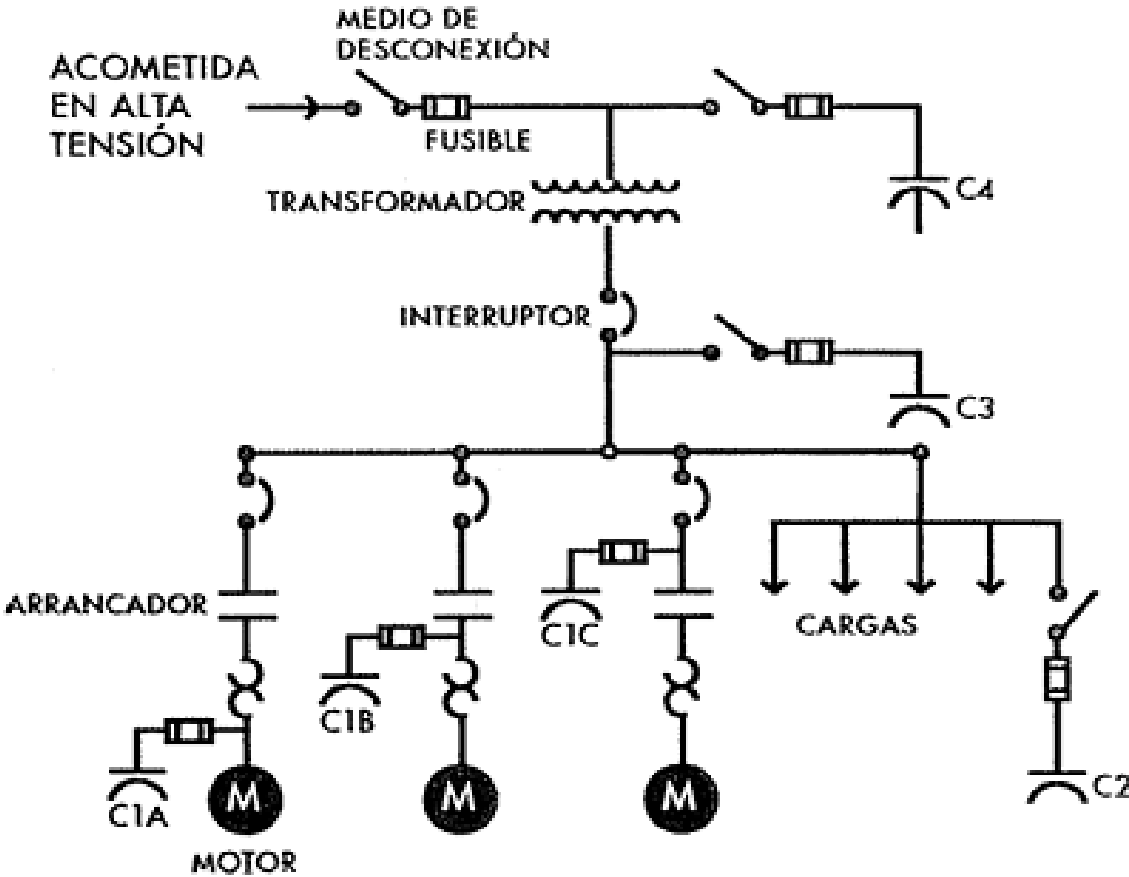 MEDIO DE
DESCONEXIÓN
ACOMETIDA
EN ALTA
TENSIÓN
FUSIBLE
TRANSFORMADOR
C4
INTERRUPTOR
C3
ARRANCADOR
C1C
CARGAS
C1B
C1A
M
M
M
C2
MOTOR